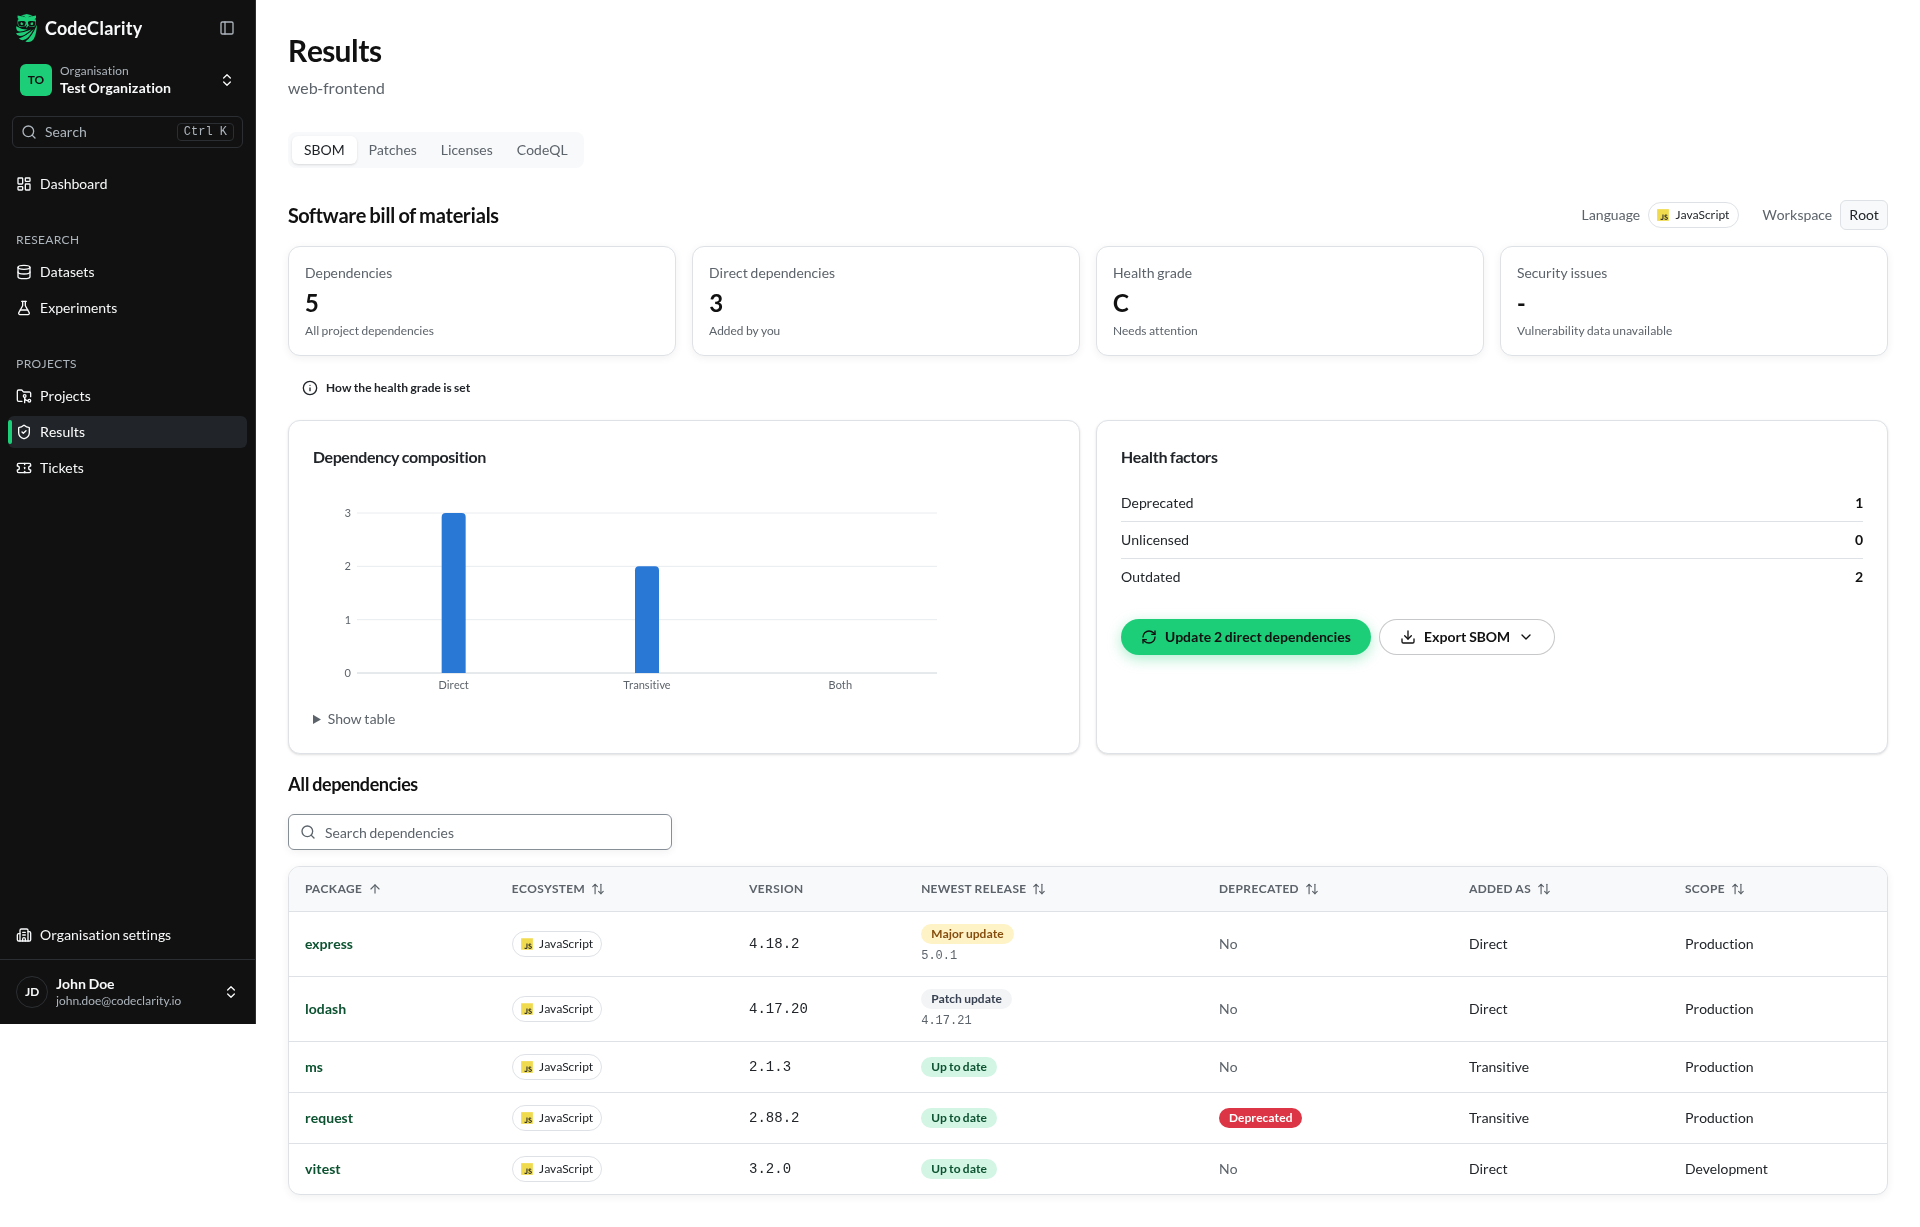 CodeClarity
TO
Organisation
Test Organization
Search
Ctrl K
Dashboard
RESEARCH
Datasets
Experiments
PROJECTS
Projects
Results
Tickets
Organisation settings
JD
John Doe
john.doe@codeclarity.io
Results
web-frontend
SBOM Patches Licenses CodeQL
Software bill of materials
Language JS JavaScript Workspace Root
Dependencies
5
All project dependencies
Direct dependencies
3
Added by you
Health grade
C
Needs attention
Security issues
-
Vulnerability data unavailable
How the health grade is set
Dependency composition
3
2
1
0
Direct Transitive Both
Show table
Health factors
Deprecated 1
Unlicensed 0
Outdated 2
Update 2 direct dependencies
Export SBOM
All dependencies
Search dependencies
PACKAGE ECOSYSTEM VERSION NEWEST RELEASE DEPRECATED ADDED AS SCOPE
express JS JavaScript 4.18.2 Major update 5.0.1 No Direct Production
lodash JS JavaScript 4.17.20 Patch update 4.17.21 No Direct Production
ms JS JavaScript 2.1.3 Up to date No Transitive Production
request JS JavaScript 2.88.2 Up to date Deprecated Transitive Production
vitest JS JavaScript 3.2.0 Up to date No Direct Development